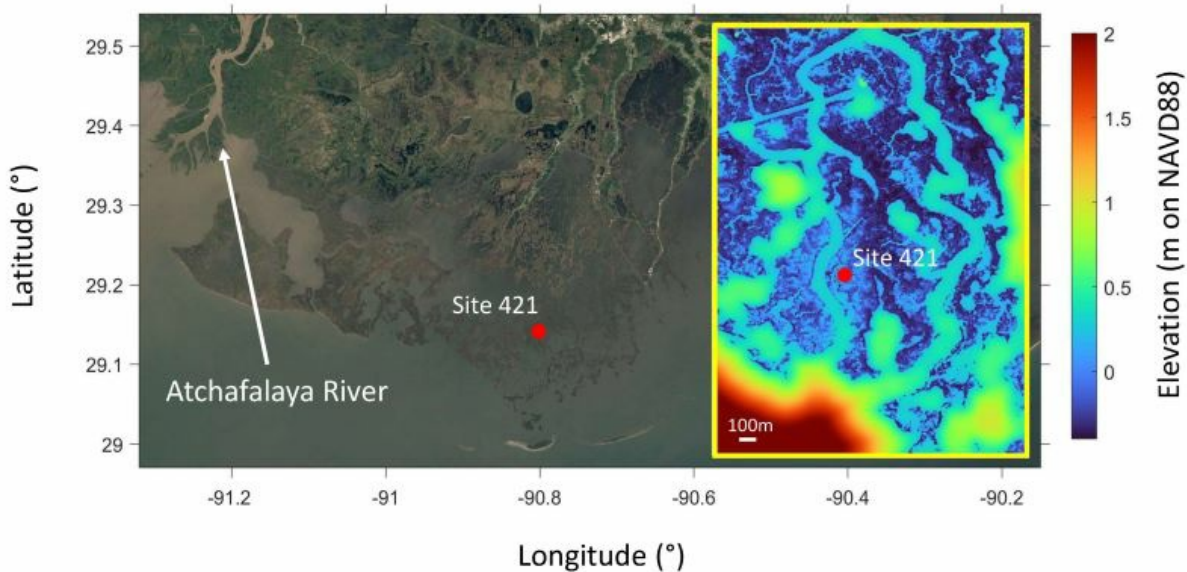 29.5
29.4
29.3
29.2
29.1
29
Latitude (°)
-91.2
-91
-90.8
-90.6
-90.4
-90.2
Longitude (°)
Site 421
Atchafalaya River
Site 421
100m
2
1.5
1
0.5
0
Elevation (m on NAVD88)